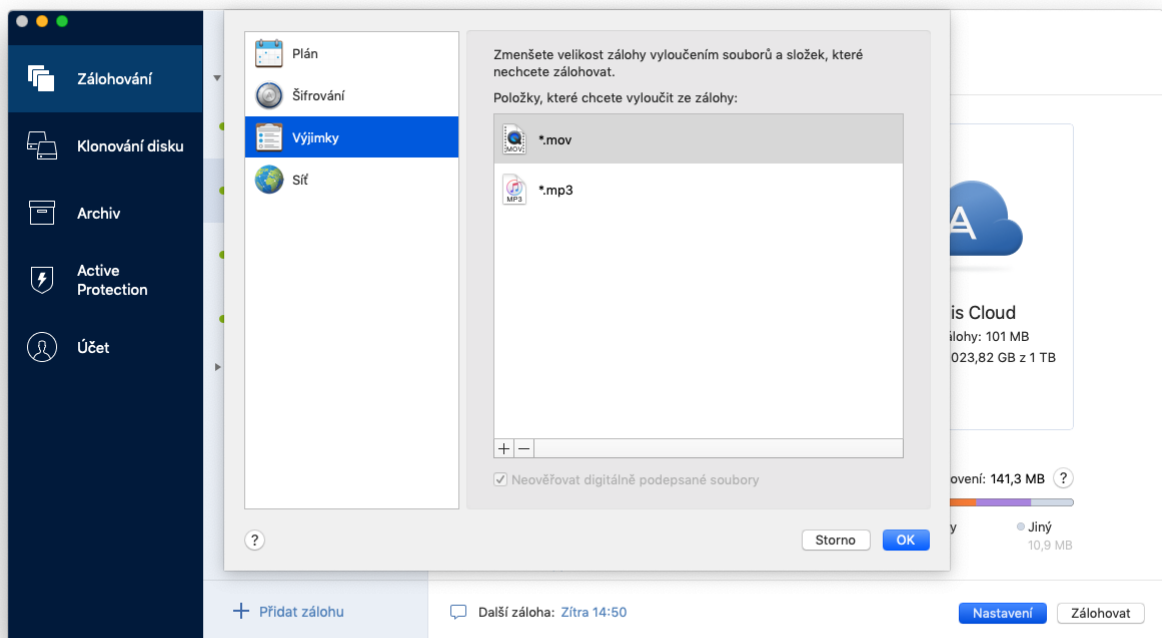 Zálohování
Klonování disku
Archiv
Active
Protection
Účet
Plán
Šifrování
Výjimky
Síť
Zmenšete velikost zálohy vyloučením souborů a složek, které
nechcete zálohovat.
Položky, které chcete vyloučit ze zálohy:
MOV
*.mov
MP3
*.mp3
Neověřovat digitálně podepsané soubory
?
Storno
OK
A
is Cloud
álohy: 101 MB
023,82 GB z 1 TB
ovení: 141,3 MB
?
y
Jiný
10,9 MB
Přidat zálohu
Další záloha: Zítra 14:50
Nastavení
Zálohovat